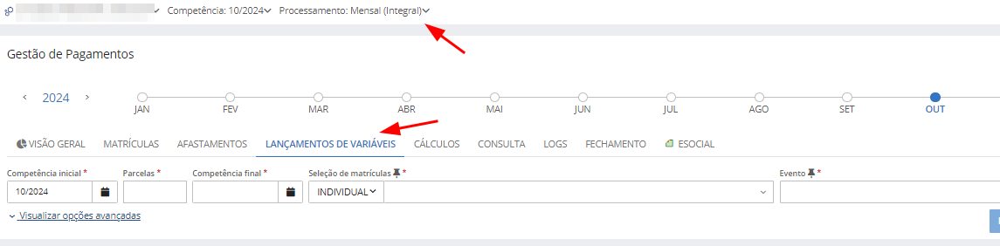 Competência: 10/2024 Processamento: Mensal (Integral)
Gestão de Pagamentos
2024
JAN FEV MAR ABR MAI JUN JUL AGO SET OUT
VISÃO GERAL MATRÍCULAS AFASTAMENTOS LANÇAMENTOS DE VARIÁVEIS CÁLCULOS CONSULTA LOGS FECHAMENTO ESOCIAL
Competência inicial * Parcelas * Competência final * Seleção de matrículas * Evento *
10/2024 INDIVIDUAL
Visualizar opções avançadas